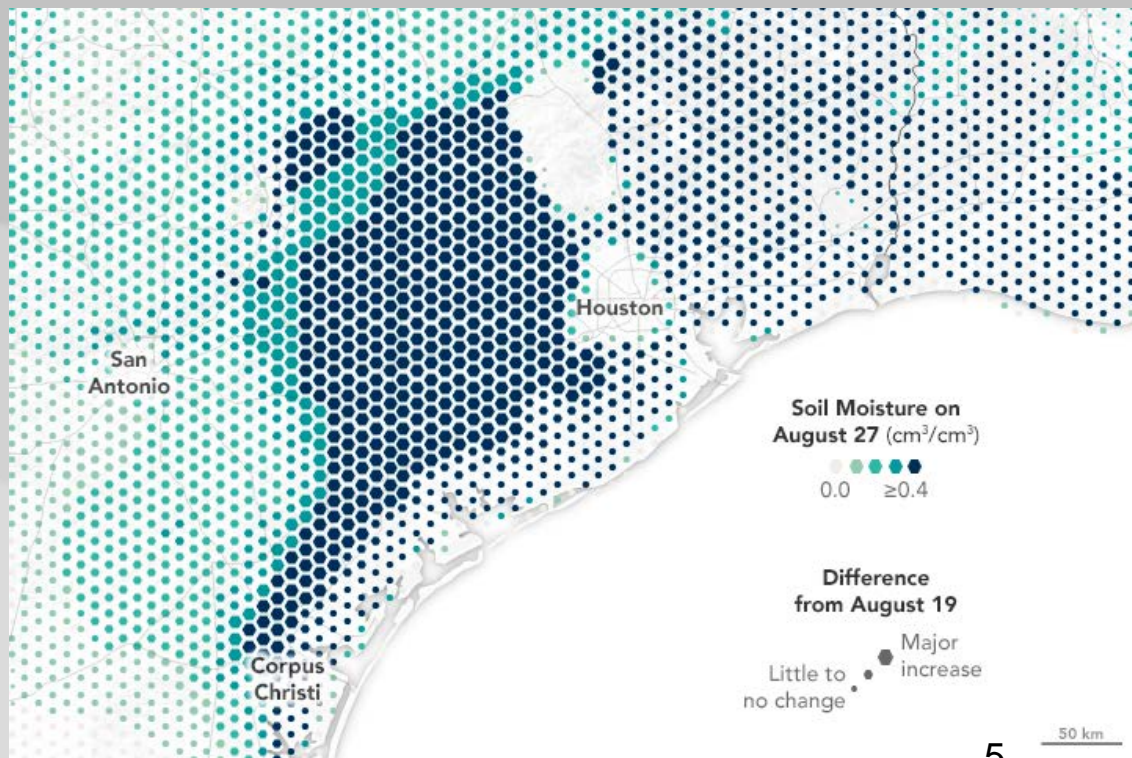 Houston
San
Antonio
Soil Moisture on
August 27 (cm³/cm³)
0.0 ≥0.4
Difference
from August 19
Major
increase
Little to
no change
Corpus
Christi
50 km
5